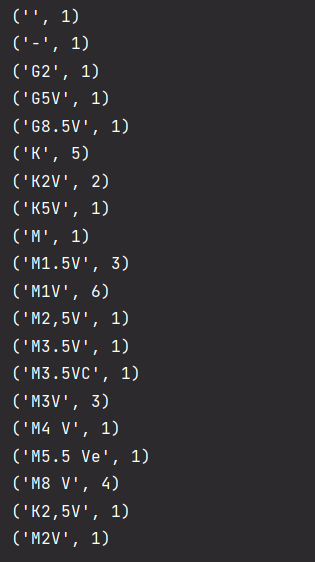 ('', 1)
('-', 1)
('G2', 1)
('G5V', 1)
('G8.5V', 1)
('K', 5)
('K2V', 2)
('K5V', 1)
('M', 1)
('M1.5V', 3)
('M1V', 6)
('M2,5V', 1)
('M3.5V', 1)
('M3.5VC', 1)
('M3V', 3)
('M4 V', 1)
('M5.5 Ve', 1)
('M8 V', 4)
('K2,5V', 1)
('M2V', 1)